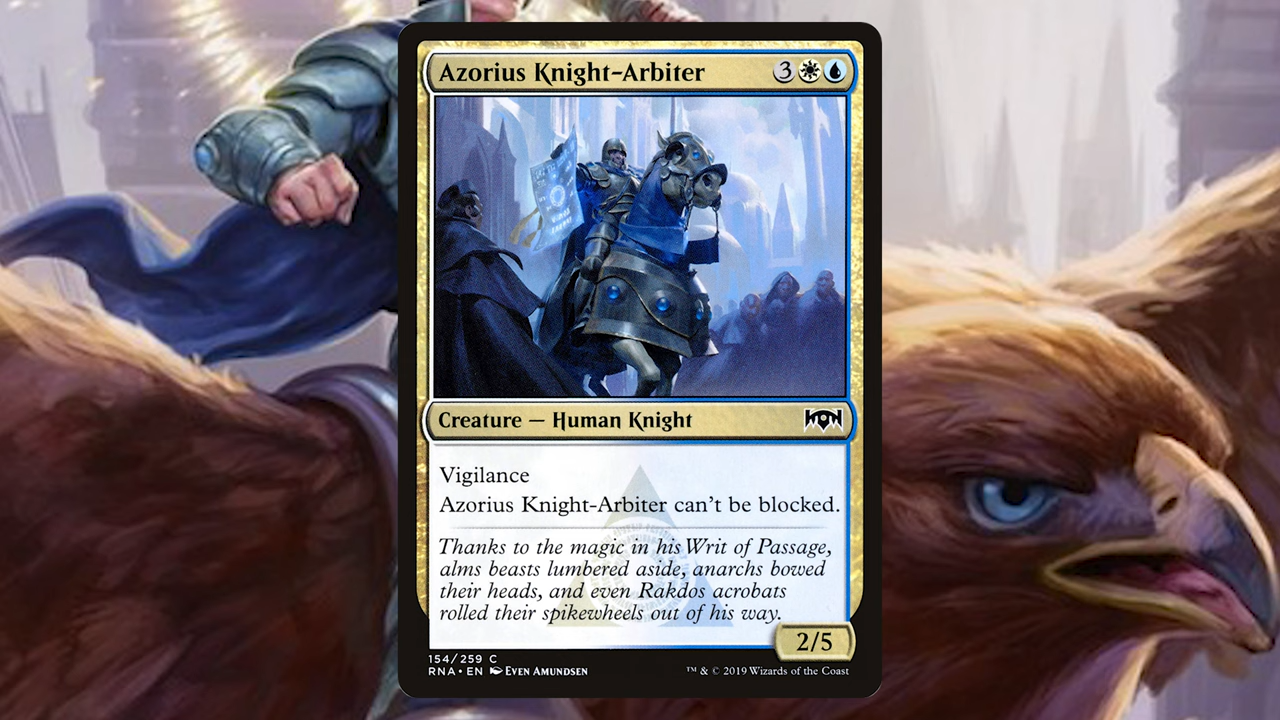 Azorius Knight-Arbiter 3
Creature — Human Knight
Vigilance
Azorius Knight-Arbiter can't be blocked.
Thanks to the magic in his Writ of Passage,
alms beasts lumbered aside, anarchs bowed
their heads, and even Rakdos acrobats
rolled their spikewheels out of his way.
2/5
154/259 C
RNA • EN Even Amundsen
™ & © 2019 Wizards of the Coast